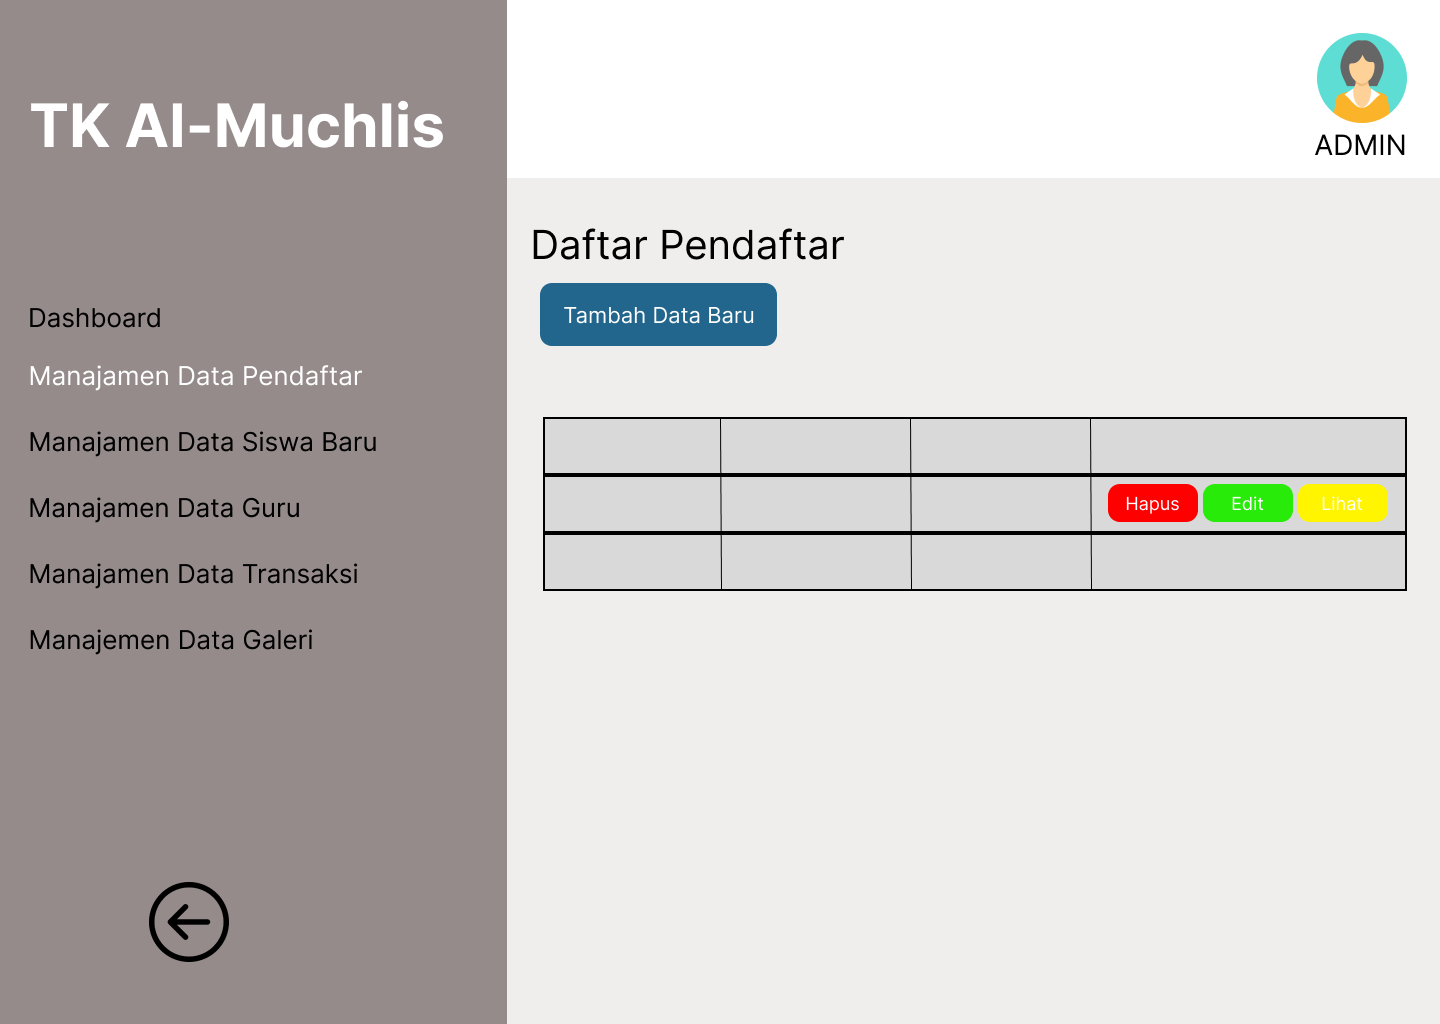 TK Al-Muchlis
ADMIN
Dashboard
Manajamen Data Pendaftar
Manajamen Data Siswa Baru
Manajamen Data Guru
Manajamen Data Transaksi
Manajemen Data Galeri
Daftar Pendaftar
Tambah Data Baru
Hapus Edit Lihat